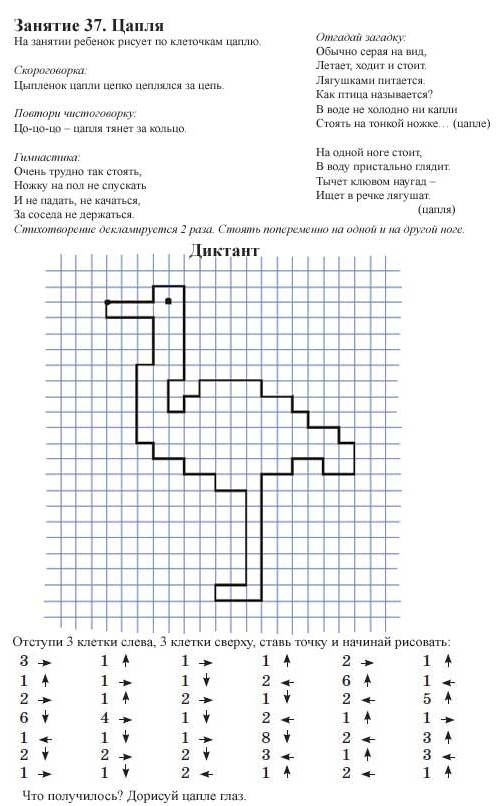 Занятие 37. Цапля
На занятии ребенок рисует по клеточкам цаплю.
Скороговорка:
Цыпленок цапли цепко цеплялся за цепь.
Повтори чистоговорку:
Цо-цо-цо – цапля тянет за кольцо.
Гимнастика:
Очень трудно так стоять,
Ножку на пол не спускать
И не падать, не качаться,
За соседа не держаться.
Отгадай загадку:
Обычно серая на вид,
Летает, ходит и стоит.
Лягушками питается.
Как птица называется?
В воде не холодно ни капли
Стоять на тонкой ножке… (цапле)
На одной ноге стоит,
В воду пристально глядит.
Тычет клювом наугад –
Ищет в речке лягушат.
(цапля)
Стихотворение декламируется 2 раза. Стоять попеременно на одной и на другой ноге.
Диктант
Отступи 3 клетки слева, 3 клетки сверху, ставь точку и начинай рисовать:
3 → 1 ↑ 1 → 1 ↑ 2 → 1 ↑
1 ↑ 1 → 1 ↓ 2 ← 6 ↑ 1 ←
2 → 1 ↑ 2 → 1 ↓ 2 ← 5 ↑
6 ↓ 4 → 1 ↓ 2 ← 1 ↑ 1 →
1 ← 1 ↓ 1 → 8 ↓ 2 ← 3 ↑
2 ↓ 2 → 2 ↓ 3 ← 1 ↑ 3 ←
1 → 1 ↓ 2 ← 1 ↑ 2 ← 1 ↑
Что получилось? Дорисуй цапле глаз.